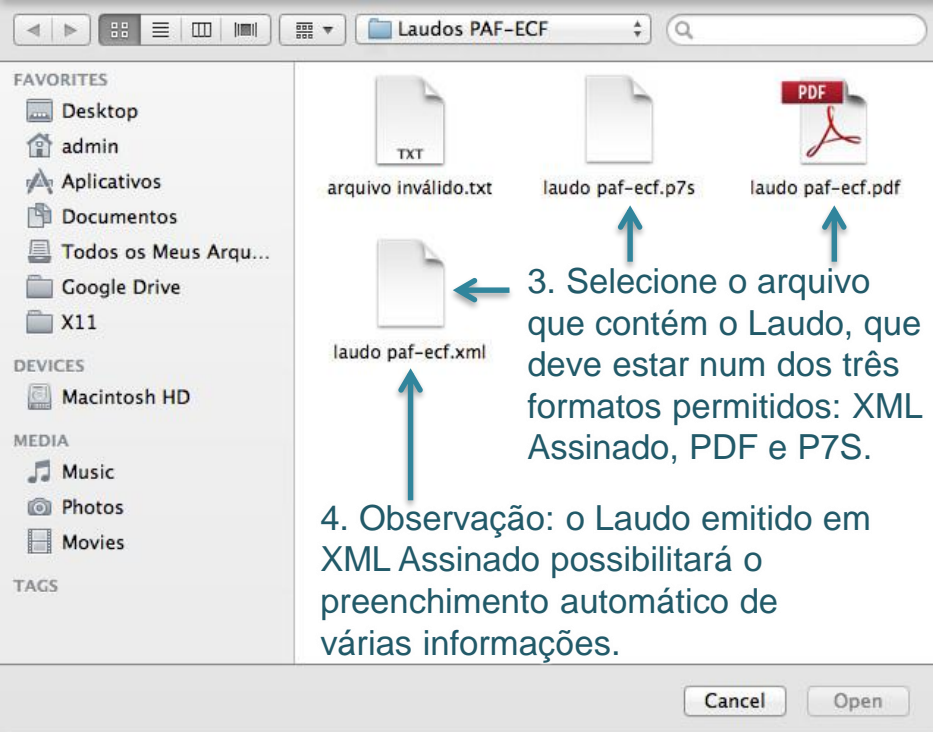 Laudos PAF-ECF
FAVORITES
Desktop
admin
Aplicativos
Documentos
Todos os Meus Arqu...
Google Drive
X11
DEVICES
Macintosh HD
MEDIA
Music
Photos
Movies
TAGS
TXT
arquivo inválido.txt
laudo paf-ecf.p7s
PDF
laudo paf-ecf.pdf
laudo paf-ecf.xml
3. Selecione o arquivo
que contém o Laudo, que
deve estar num dos três
formatos permitidos: XML
Assinado, PDF e P7S.
4. Observação: o Laudo emitido em
XML Assinado possibilitará o
preenchimento automático de
várias informações.
Cancel
Open